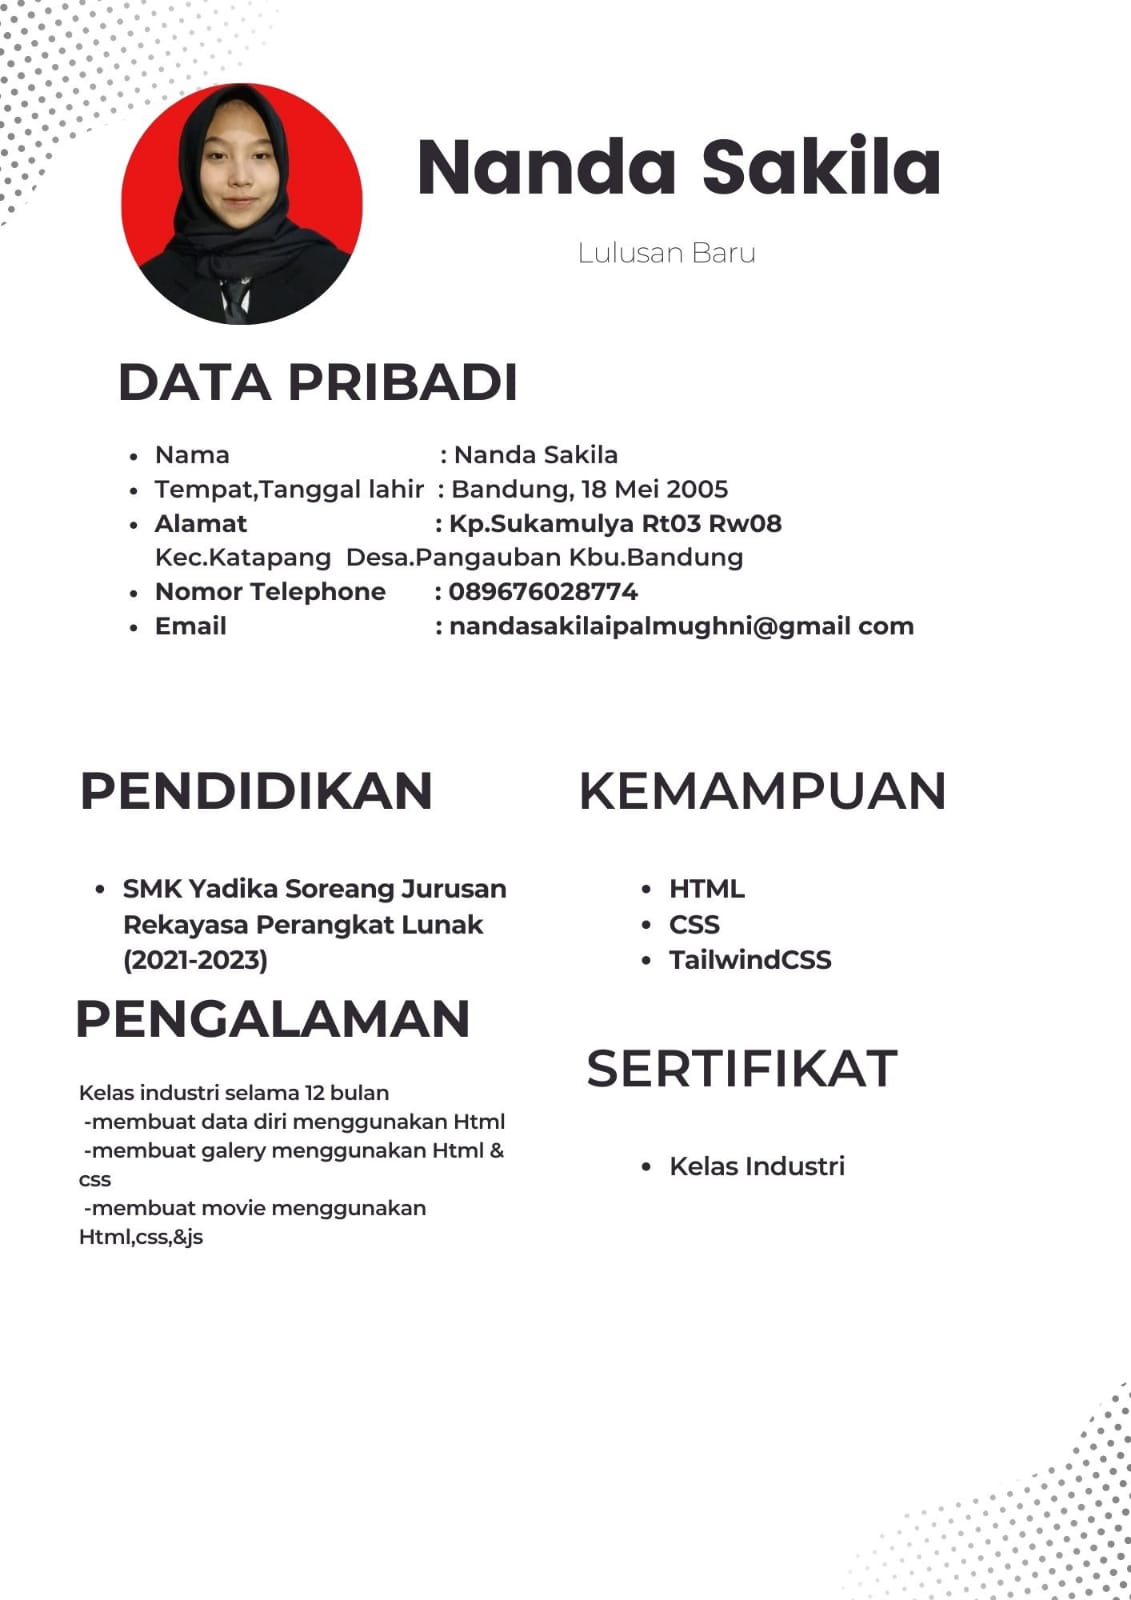 Nanda Sakila
Lulusan Baru
DATA PRIBADI
• Nama : Nanda Sakila
• Tempat,Tanggal lahir : Bandung, 18 Mei 2005
• Alamat : Kp.Sukamulya Rt03 Rw08
Kec.Katapang Desa.Pangauban Kbu.Bandung
• Nomor Telephone : 089676028774
• Email : nandasakilaipalmughni@gmail com
PENDIDIKAN
• SMK Yadika Soreang Jurusan
Rekayasa Perangkat Lunak
(2021-2023)
PENGALAMAN
Kelas industri selama 12 bulan
-membuat data diri menggunakan Html
-membuat galery menggunakan Html &
css
-membuat movie menggunakan
Html,css,&js
KEMAMPUAN
• HTML
• CSS
• TailwindCSS
SERTIFIKAT
• Kelas Industri